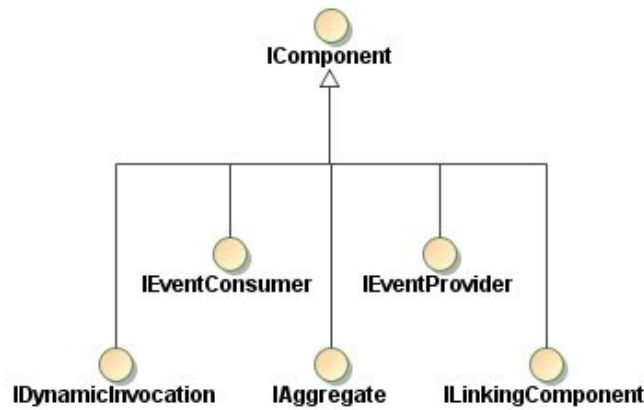 IComponent
IEventConsumer
IEventProvider
IDynamicInvocation
IAggregate
ILinkingComponent